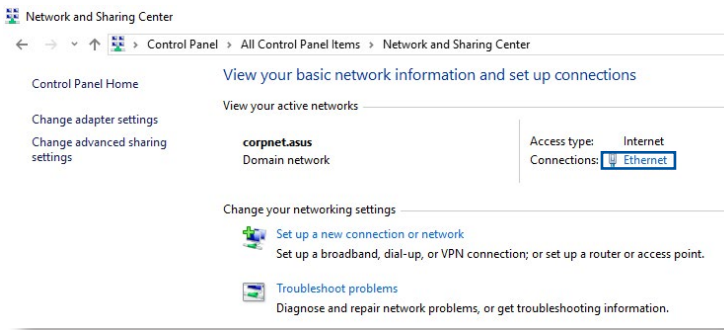 Network and Sharing Center
Control Panel > All Control Panel Items > Network and Sharing Center
Control Panel Home
Change adapter settings
Change advanced sharing
settings
View your basic network information and set up connections
View your active networks
corpnet.asus
Domain network
Access type: Internet
Connections: Ethernet
Change your networking settings
Set up a new connection or network
Set up a broadband, dial-up, or VPN connection; or set up a router or access point.
Troubleshoot problems
Diagnose and repair network problems, or get troubleshooting information.